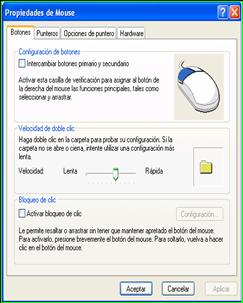 Propiedades de Mouse
Botones Punteros Opciones de puntero Hardware
Configuración de botones
Intercambiar botones primario y secundario
Activar esta casilla de verificación para asignar al botón de
la derecha del mouse las funciones principales, tales como
seleccionar y arrastrar.
Velocidad de doble clic
Haga doble clic en la carpeta para probar su configuración. Si la
carpeta no se abre o cierra, intente utilizar una configuración más
lenta.
Velocidad: Lenta Rápida
Bloqueo de clic
Activar bloqueo de clic Configuración...
Le permite resaltar o arrastrar sin tener que mantener apretado el botón del mouse.
Para activarlo, presione brevemente el botón del mouse. Para soltarlo, vuelva a hacer
clic en el botón del mouse.
Aceptar Cancelar Aplicar